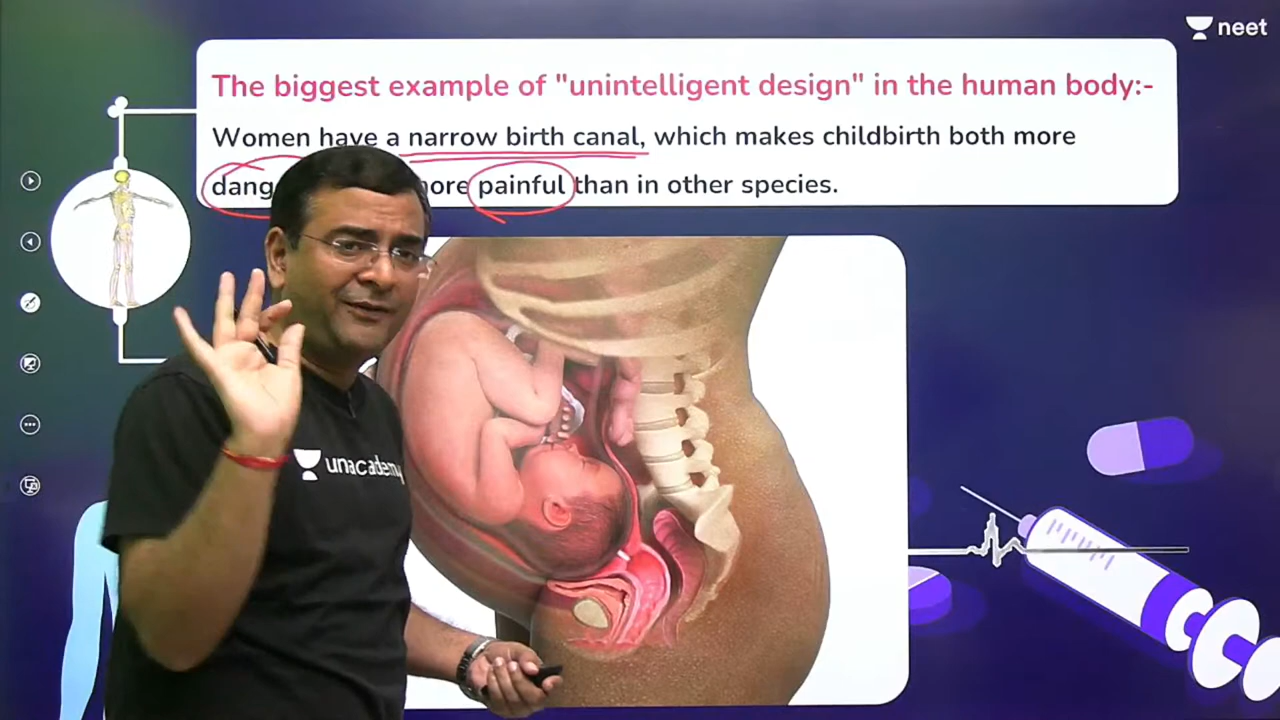 neet
The biggest example of "unintelligent design" in the human body:-
Women have a narrow birth canal, which makes childbirth both more
painful than in other species.
unacademy